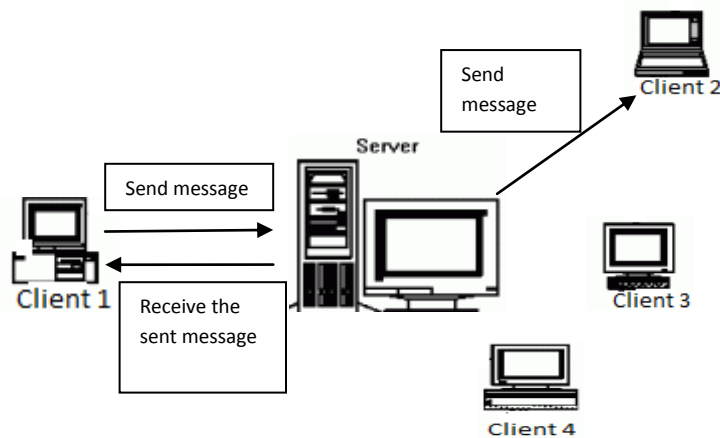 Send
message
Client 2
Server
Send message
Client 1
Receive the
sent message
Client 3
Client 4